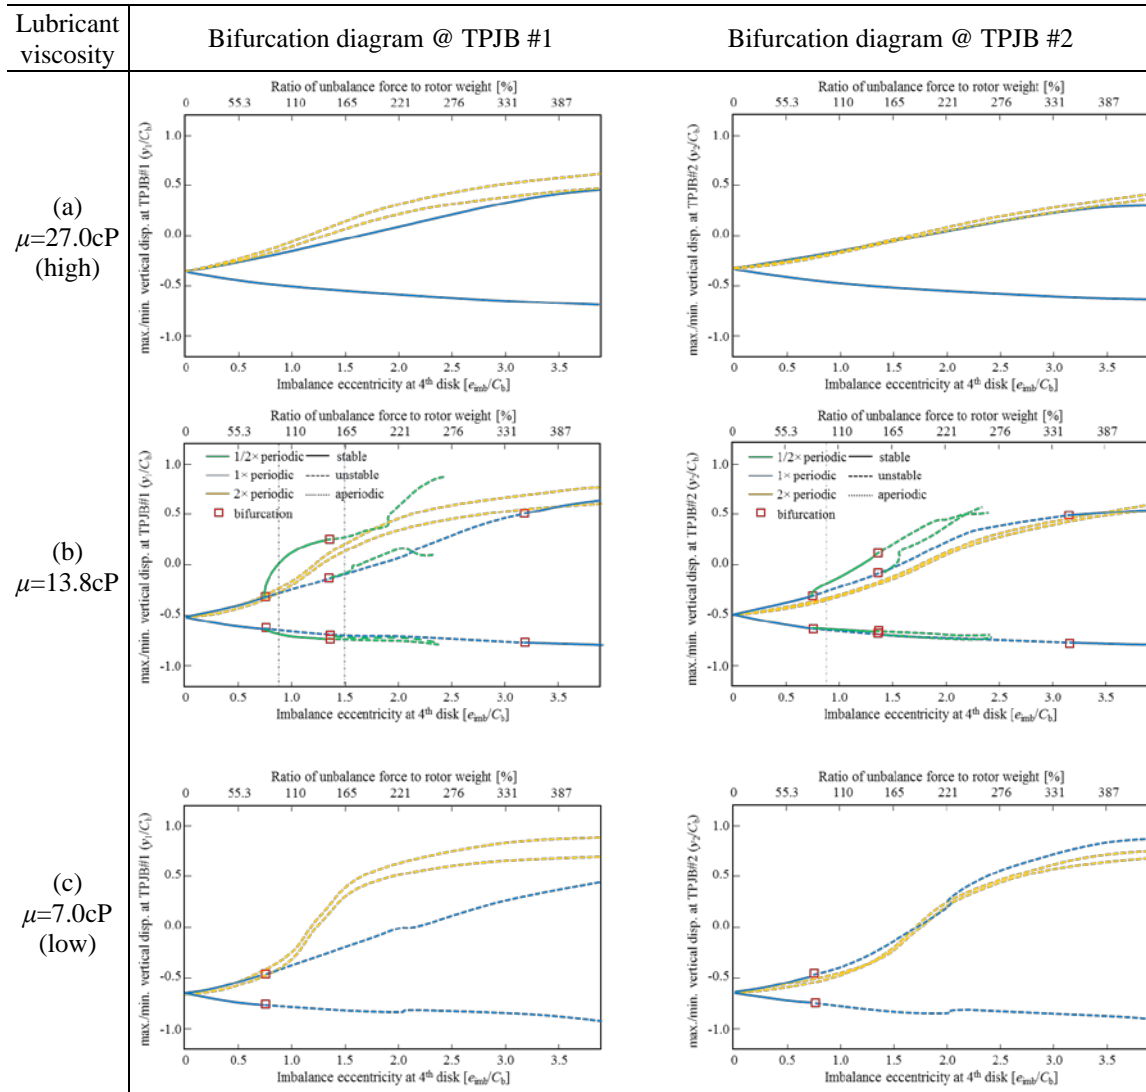 Lubricant
viscosity
Bifurcation diagram @ TPJB #1
Bifurcation diagram @ TPJB #2
(a)
μ=27.0cP
(high)
Ratio of unbalance force to rotor weight [%]
0 55.3 110 165 221 276 331 387
max./min. vertical disp. at TPJB#1 (y₁/C_b)
1.0
0.5
0.0
-0.5
-1.0
0 0.5 1.0 1.5 2.0 2.5 3.0 3.5
Imbalance eccentricity at 4th disk [e_imb/C_b]
Ratio of unbalance force to rotor weight [%]
0 55.3 110 165 221 276 331 387
max./min. vertical disp. at TPJB#2 (y₂/C_b)
1.0
0.5
0.0
-0.5
-1.0
0 0.5 1.0 1.5 2.0 2.5 3.0 3.5
Imbalance eccentricity at 4th disk [e_imb/C_b]
(b)
μ=13.8cP
Ratio of unbalance force to rotor weight [%]
0 55.3 110 165 221 276 331 387
max./min. vertical disp. at TPJB#1 (y₁/C_b)
1.0
0.5
0.0
-0.5
-1.0
1/2× periodic stable
1× periodic unstable
2× periodic aperiodic
bifurcation
0 0.5 1.0 1.5 2.0 2.5 3.0 3.5
Imbalance eccentricity at 4th disk [e_imb/C_b]
Ratio of unbalance force to rotor weight [%]
0 55.3 110 165 221 276 331 387
max./min. vertical disp. at TPJB#2 (y₂/C_b)
1.0
0.5
0.0
-0.5
-1.0
1/2× periodic stable
1× periodic unstable
2× periodic aperiodic
bifurcation
0 0.5 1.0 1.5 2.0 2.5 3.0 3.5
Imbalance eccentricity at 4th disk [e_imb/C_b]
(c)
μ=7.0cP
(low)
Ratio of unbalance force to rotor weight [%]
0 55.3 110 165 221 276 331 387
max./min. vertical disp. at TPJB#1 (y₁/C_b)
1.0
0.5
0.0
-0.5
-1.0
0 0.5 1.0 1.5 2.0 2.5 3.0 3.5
Imbalance eccentricity at 4th disk [e_imb/C_b]
Ratio of unbalance force to rotor weight [%]
0 55.3 110 165 221 276 331 387
max./min. vertical disp. at TPJB#2 (y₂/C_b)
1.0
0.5
0.0
-0.5
-1.0
0 0.5 1.0 1.5 2.0 2.5 3.0 3.5
Imbalance eccentricity at 4th disk [e_imb/C_b]